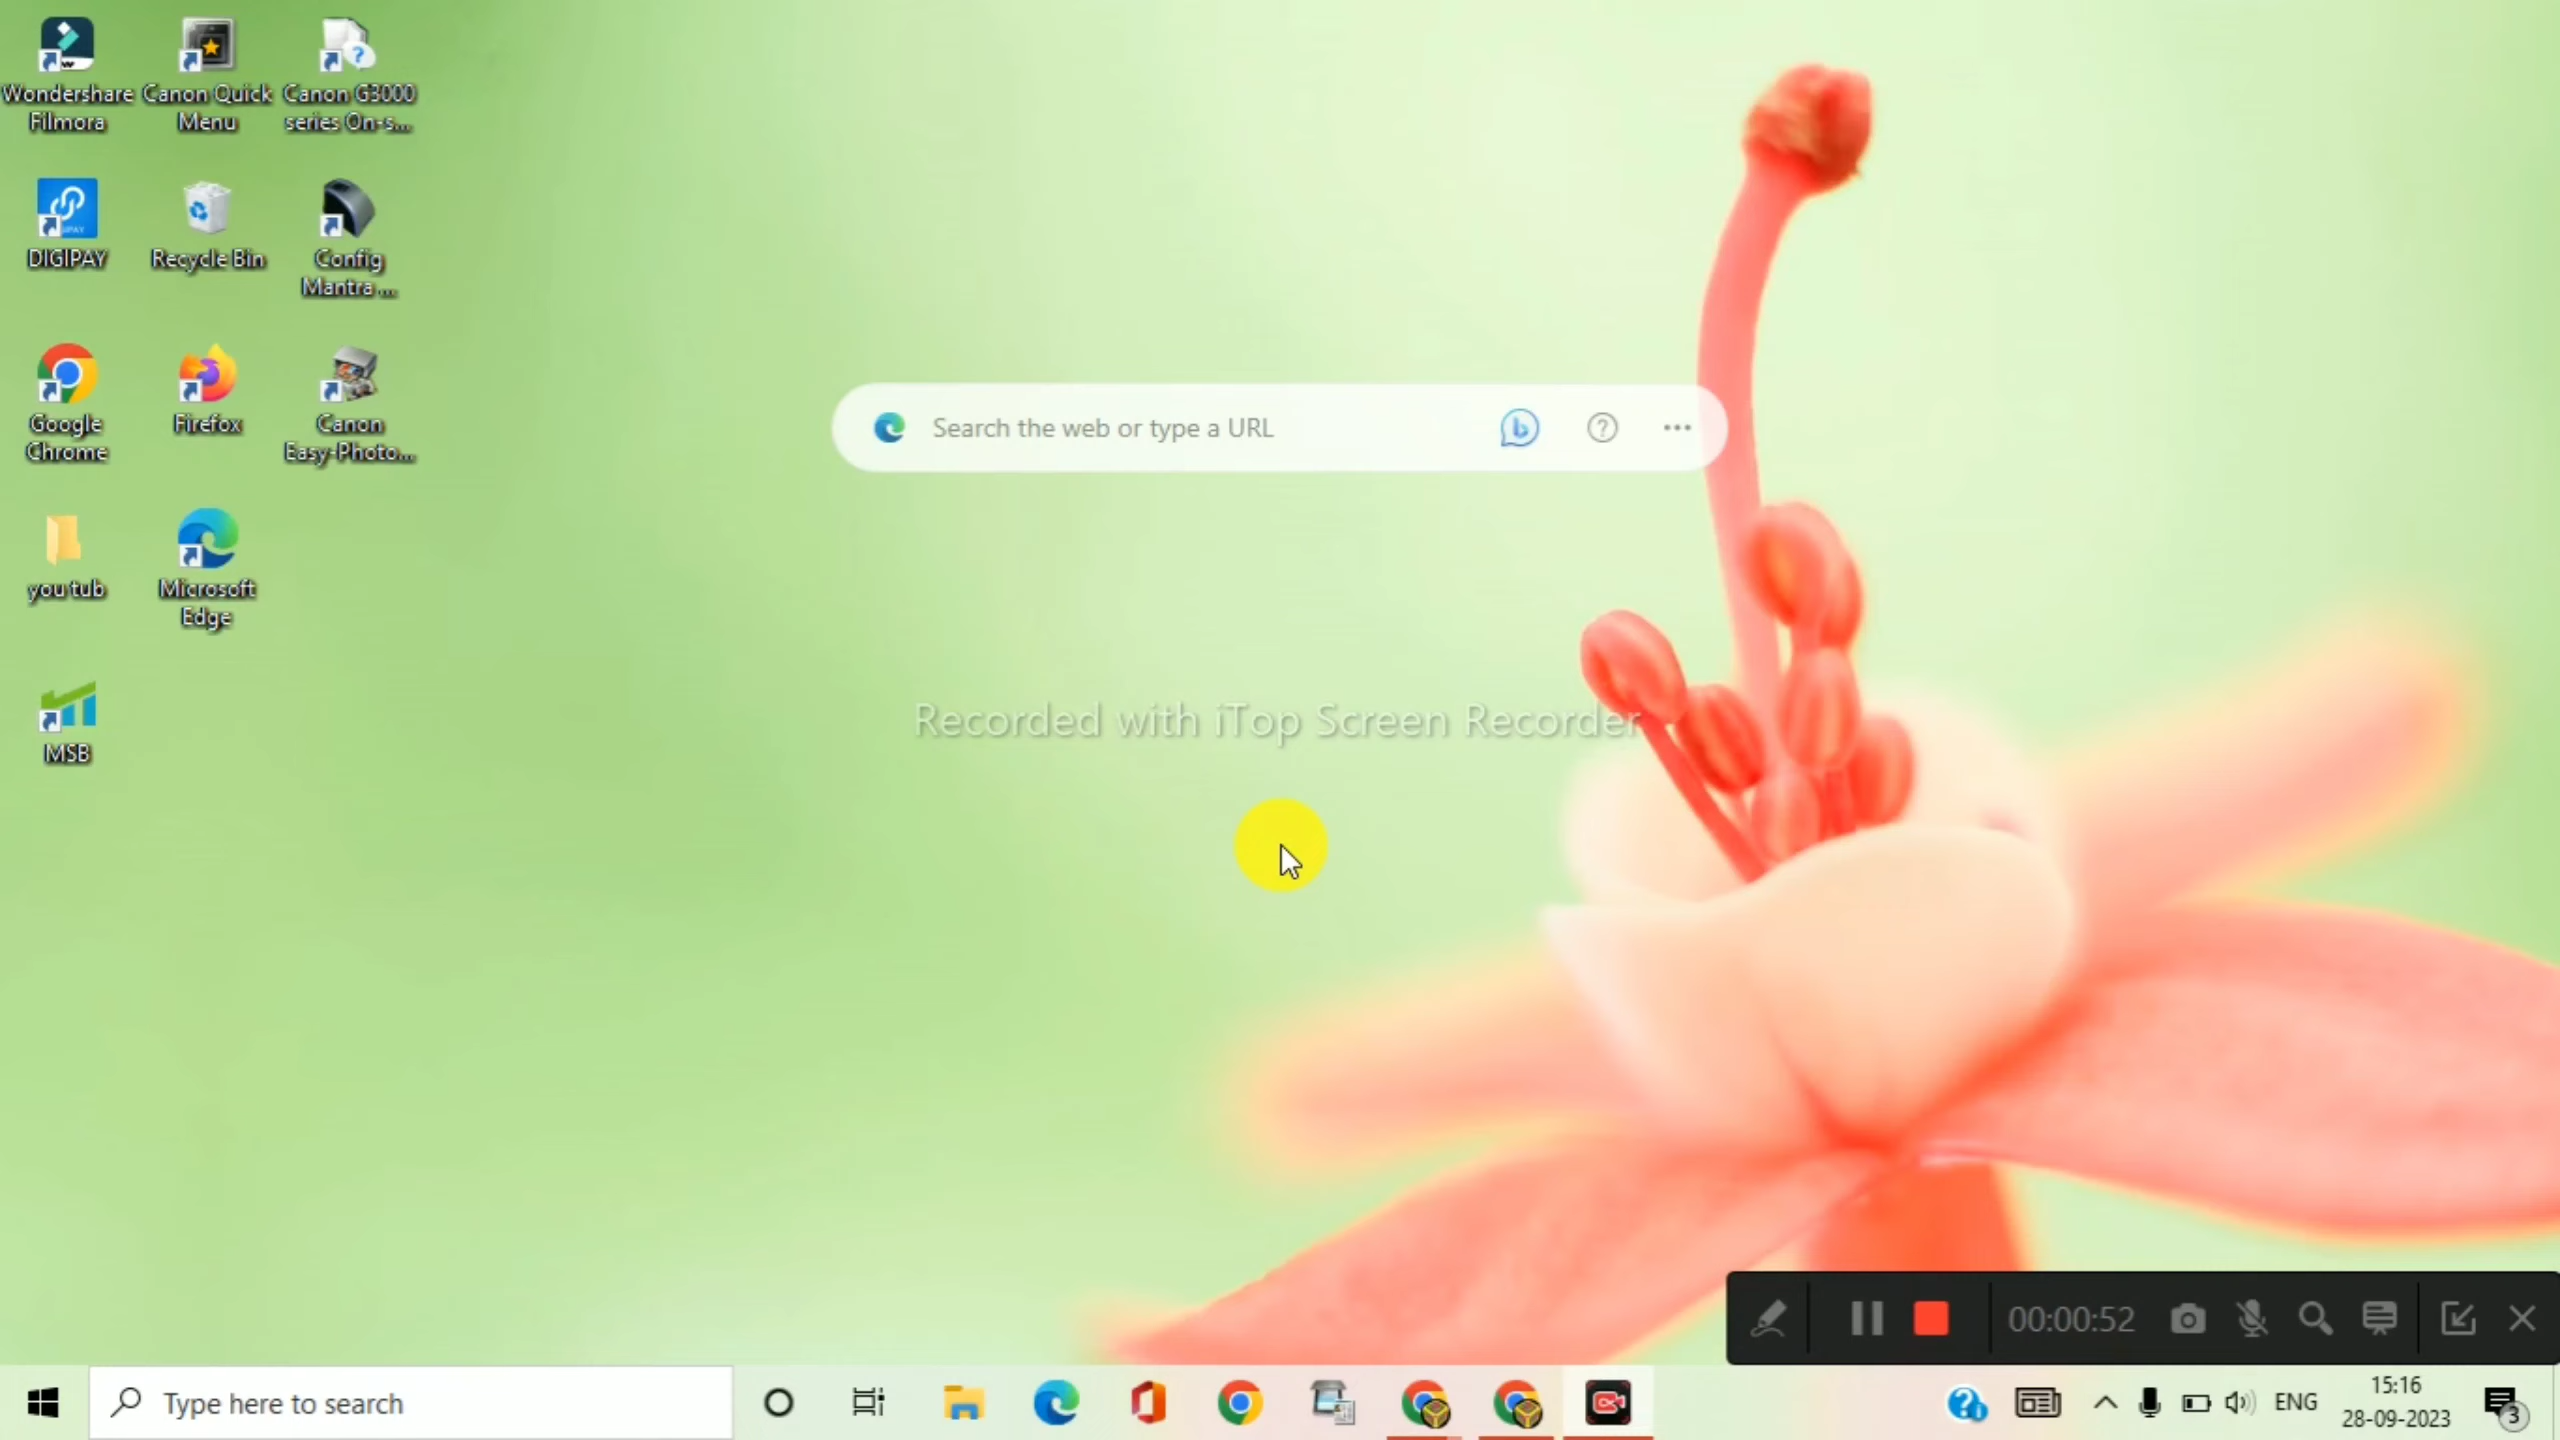 Wondershare
Filmora
Canon Quick
Menu
Canon G3000
series On-s...
DIGIPAY
Recycle Bin
Config
Mantra ...
Google
Chrome
Firefox
Canon
Easy-Photo...
you tub
Microsoft
Edge
MSB
Search the web or type a URL
Recorded with iTop Screen Recorder
00:00:52
Type here to search
ENG
15:16
28-09-2023
3